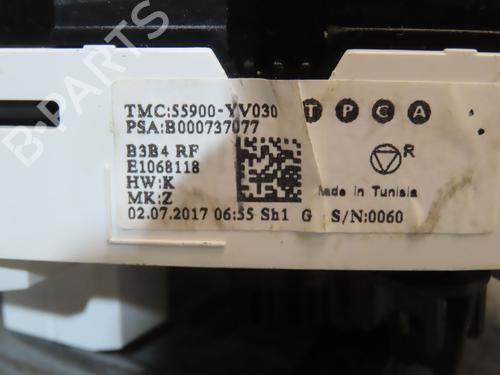 TMC:55900-YV030
T P C A
PSA:B000737077
B3B4 RF
R
E1068118
HW:K
Made in Tunisia
MK:Z
02.07.2017 06:55 Sh1 G S/N:0060
B-PARTS